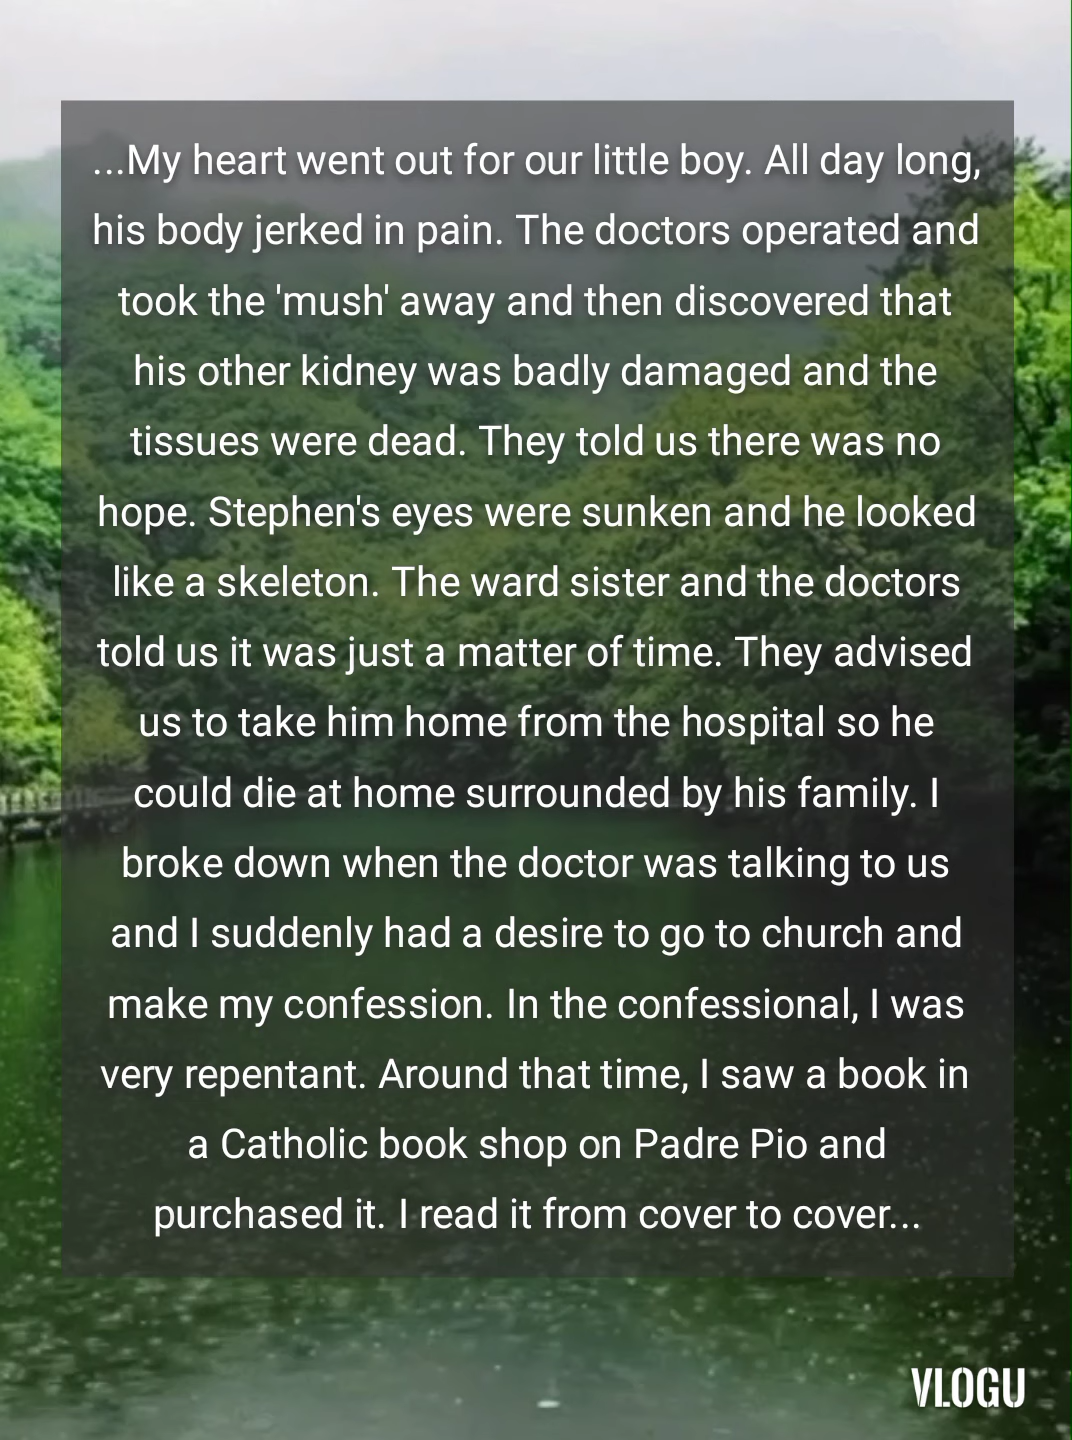 ...My heart went out for our little boy. All day long,
his body jerked in pain. The doctors operated and
took the 'mush' away and then discovered that
his other kidney was badly damaged and the
tissues were dead. They told us there was no
hope. Stephen's eyes were sunken and he looked
like a skeleton. The ward sister and the doctors
told us it was just a matter of time. They advised
us to take him home from the hospital so he
could die at home surrounded by his family. I
broke down when the doctor was talking to us
and I suddenly had a desire to go to church and
make my confession. In the confessional, I was
very repentant. Around that time, I saw a book in
a Catholic book shop on Padre Pio and
purchased it. I read it from cover to cover...
VLOGU